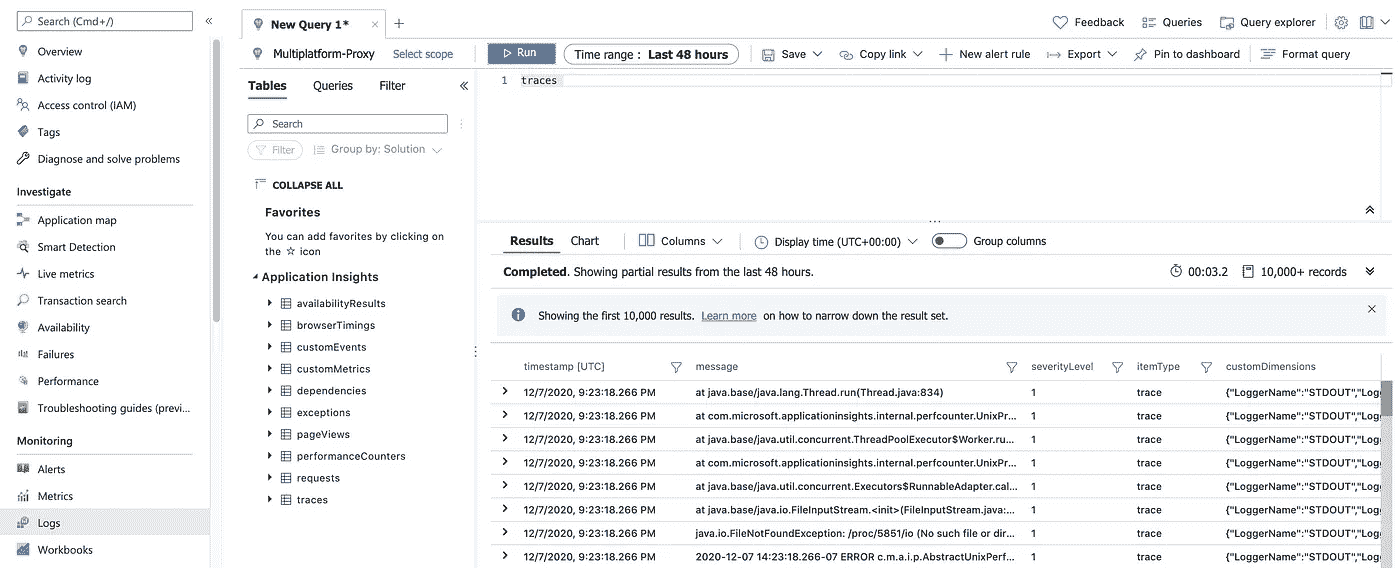 Search (Cmd+/)
Overview
Activity log
Access control (IAM)
Tags
Diagnose and solve problems
Investigate
Application map
Smart Detection
Live metrics
Transaction search
Availability
Failures
Performance
Troubleshooting guides (previ...
Monitoring
Alerts
Metrics
Logs
Workbooks
New Query 1*
Feedback
Queries
Query explorer
Multiplatform-Proxy
Select scope
Run
Time range : Last 48 hours
Save
Copy link
New alert rule
Export
Pin to dashboard
Format query
Tables
Queries
Filter
Search
Filter
Group by: Solution
COLLAPSE ALL
Favorites
You can add favorites by clicking on
the ☆ icon
Application Insights
availabilityResults
browserTimings
customEvents
customMetrics
dependencies
exceptions
pageViews
performanceCounters
requests
traces
1 traces
...
Results
Chart
Columns
Display time (UTC+00:00)
Group columns
Completed. Showing partial results from the last 48 hours.
00:03.2
10,000+ records
Showing the first 10,000 results. Learn more on how to narrow down the result set.
timestamp [UTC] message severityLevel itemType customDimensions
12/7/2020, 9:23:18.266 PM at java.base/java.lang.Thread.run(Thread.java:834) 1 trace {"LoggerName":"STDOUT","Logg
12/7/2020, 9:23:18.266 PM at com.microsoft.applicationinsights.internal.perfcounter.UnixPr... 1 trace {"LoggerName":"STDOUT","Logg
12/7/2020, 9:23:18.266 PM at java.base/java.util.concurrent.ThreadPoolExecutor$Worker.ru... 1 trace {"LoggerName":"STDOUT","Logg
12/7/2020, 9:23:18.266 PM at com.microsoft.applicationinsights.internal.perfcounter.UnixPr... 1 trace {"LoggerName":"STDOUT","Logg
12/7/2020, 9:23:18.266 PM at java.base/java.util.concurrent.Executors$RunnableAdapter.cal... 1 trace {"LoggerName":"STDOUT","Logg
12/7/2020, 9:23:18.266 PM at java.base/java.io.FileInputStream.<init>(FileInputStream.java:... 1 trace {"LoggerName":"STDOUT","Logg
12/7/2020, 9:23:18.266 PM java.io.FileNotFoundException: /proc/5851/io (No such file or dir... 1 trace {"LoggerName":"STDOUT","Logg
12/7/2020, 9:23:18.266 PM 2020-12-07 14:23:18.266-07 ERROR c.m.a.i.p.AbstractUnixPerf... 1 trace {"LoggerName":"STDOUT","Logg